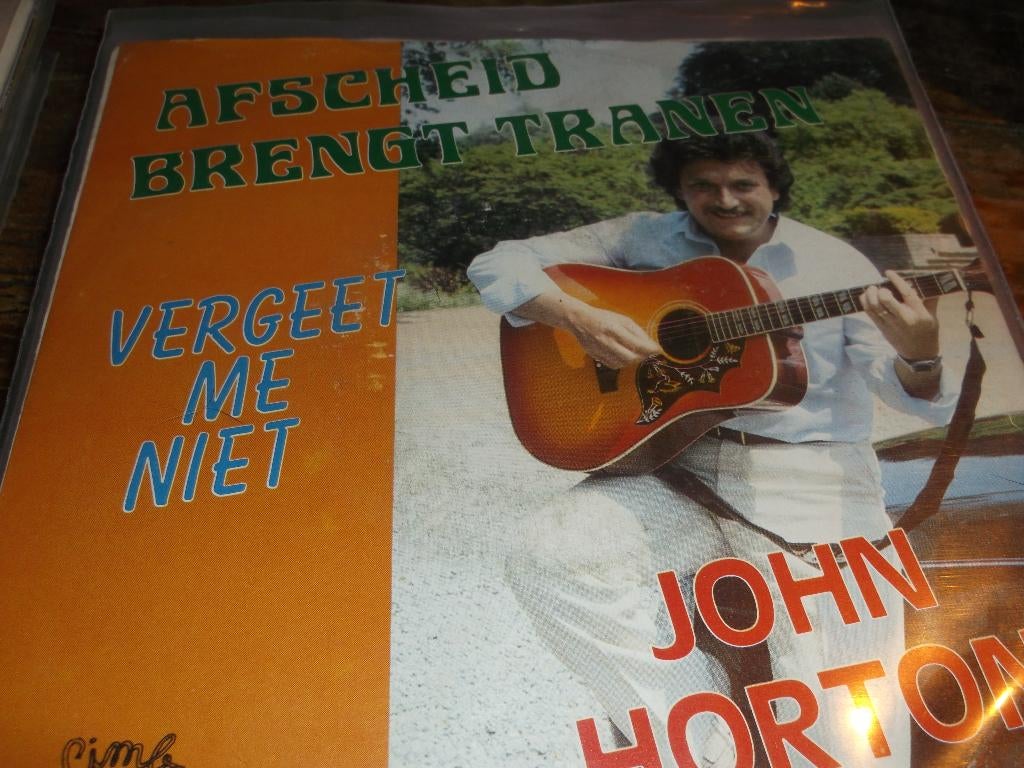 AFSCHEID
BRENGT TRANEN
VERGEET
ME
NIET
JOHN
HORTON